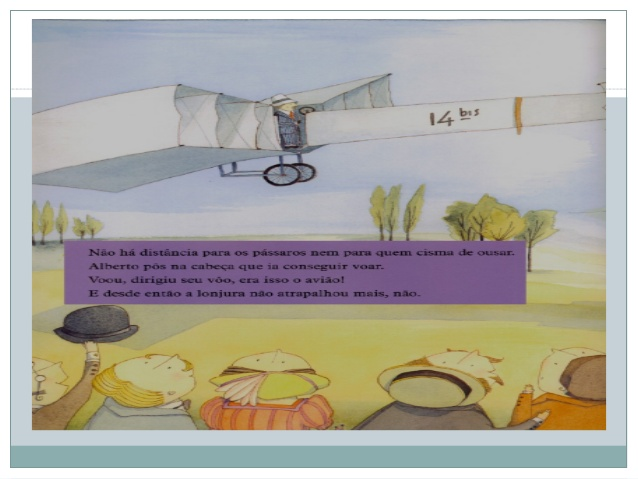 14 bis
Não há distância para os pássaros nem para quem cisma de ousar.
Alberto pôs na cabeça que ia conseguir voar.
Voou, dirigiu seu vôo, era isso o avião!
E desde então a lonjura não atrapalhou mais, não.